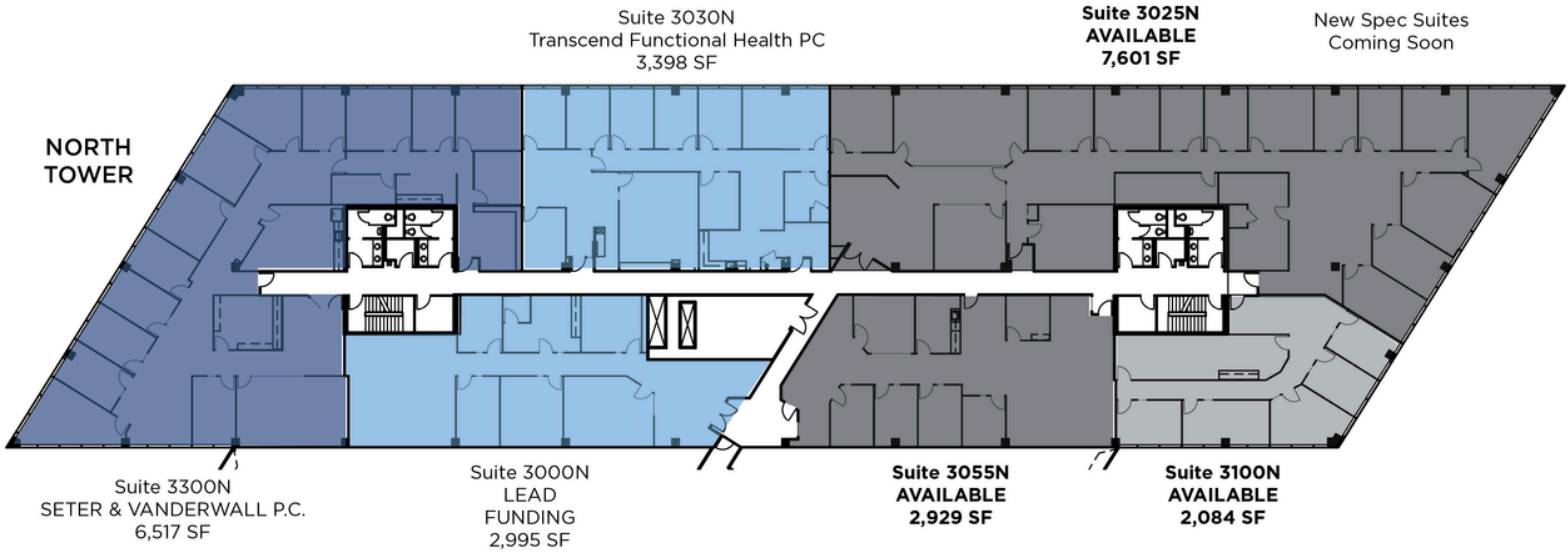 Suite 3030N
Transcend Functional Health PC
3,398 SF
Suite 3025N
AVAILABLE
7,601 SF
New Spec Suites
Coming Soon
NORTH
TOWER
Suite 3300N
SETER & VANDERWALL P.C.
6,517 SF
Suite 3000N
LEAD
FUNDING
2,995 SF
Suite 3055N
AVAILABLE
2,929 SF
Suite 3100N
AVAILABLE
2,084 SF